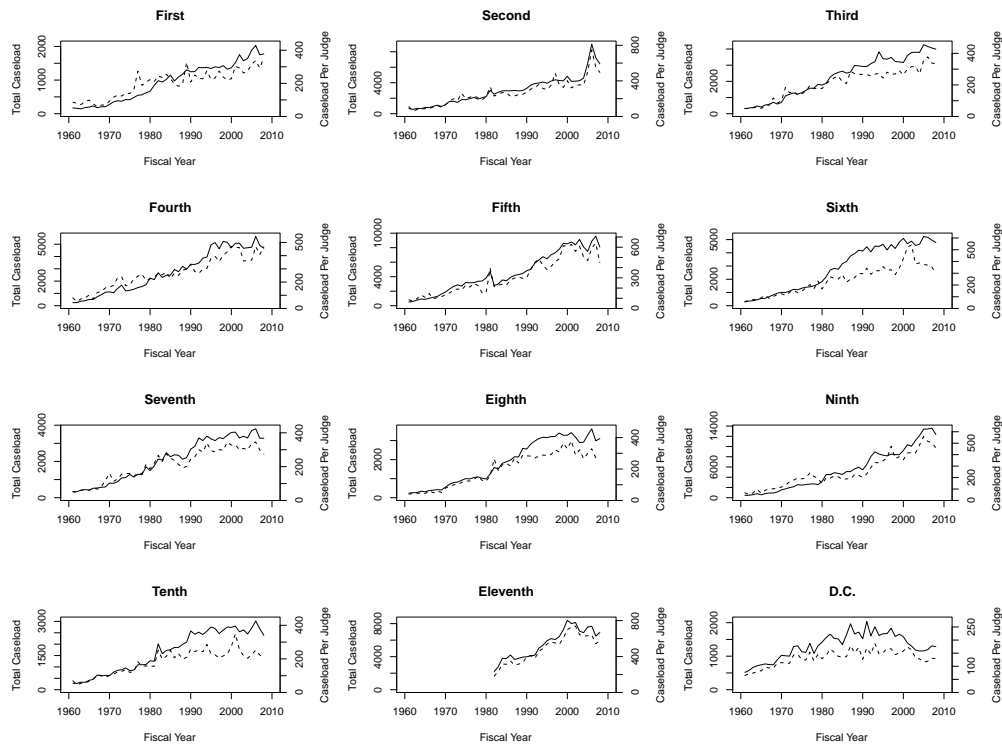 First
Total Caseload
0 1000 2000
1960 1970 1980 1990 2000 2010
0 200 400
Caseload Per Judge
Fiscal Year
Second
Total Caseload
0 4000
1960 1970 1980 1990 2000 2010
0 200 400 600 800
Caseload Per Judge
Fiscal Year
Third
Total Caseload
0 2000
1960 1970 1980 1990 2000 2010
0 200 400
Caseload Per Judge
Fiscal Year
Fourth
Total Caseload
0 2000 5000
1960 1970 1980 1990 2000 2010
0 100 300 500
Caseload Per Judge
Fiscal Year
Fifth
Total Caseload
0 4000 10000
1960 1970 1980 1990 2000 2010
0 300 600
Caseload Per Judge
Fiscal Year
Sixth
Total Caseload
0 2000 5000
1960 1970 1980 1990 2000 2010
0 200 400 600
Caseload Per Judge
Fiscal Year
Seventh
Total Caseload
0 2000 4000
1960 1970 1980 1990 2000 2010
0 200 400
Caseload Per Judge
Fiscal Year
Eighth
Total Caseload
0 2000
1960 1970 1980 1990 2000 2010
0 200 400
Caseload Per Judge
Fiscal Year
Ninth
Total Caseload
0 6000 14000
1960 1970 1980 1990 2000 2010
0 200 600
Caseload Per Judge
Fiscal Year
Tenth
Total Caseload
0 1500 3000
1960 1970 1980 1990 2000 2010
0 200 400
Caseload Per Judge
Fiscal Year
Eleventh
Total Caseload
0 4000 8000
1960 1970 1980 1990 2000 2010
0 200 400 600 800
Caseload Per Judge
Fiscal Year
D.C.
Total Caseload
0 1000 2000
1960 1970 1980 1990 2000 2010
0 100 250
Caseload Per Judge
Fiscal Year